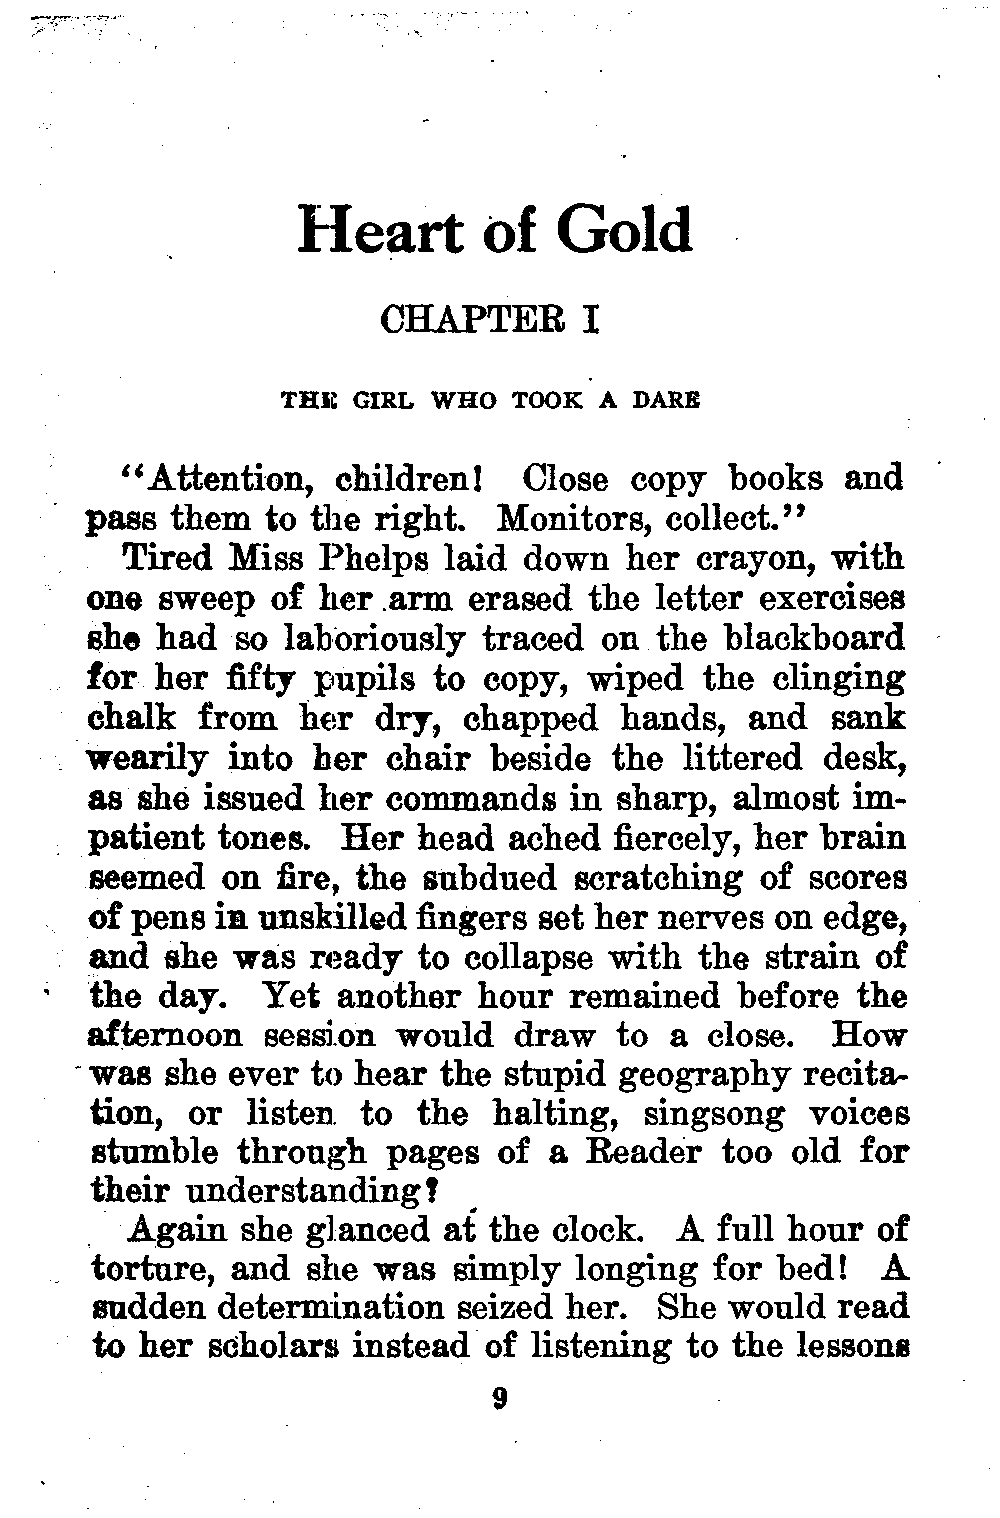 Heart of Gold
CHAPTER I
THE GIRL WHO TOOK A DARE
"Attention, children! Close copy books and
pass them to the right. Monitors, collect."
Tired Miss Phelps laid down her crayon, with
one sweep of her arm erased the letter exercises
she had so laboriously traced on the blackboard
for her fifty pupils to copy, wiped the clinging
chalk from her dry, chapped hands, and sank
wearily into her chair beside the littered desk,
as she issued her commands in sharp, almost im-
patient tones. Her head ached fiercely, her brain
seemed on fire, the subdued scratching of scores
of pens in unskilled fingers set her nerves on edge,
and she was ready to collapse with the strain of
the day. Yet another hour remained before the
afternoon session would draw to a close. How
was she ever to hear the stupid geography recita-
tion, or listen to the halting, singsong voices
stumble through pages of a Reader too old for
their understanding?
Again she glanced at the clock. A full hour of
torture, and she was simply longing for bed! A
sudden determination seized her. She would read
to her scholars instead of listening to the lessons
9